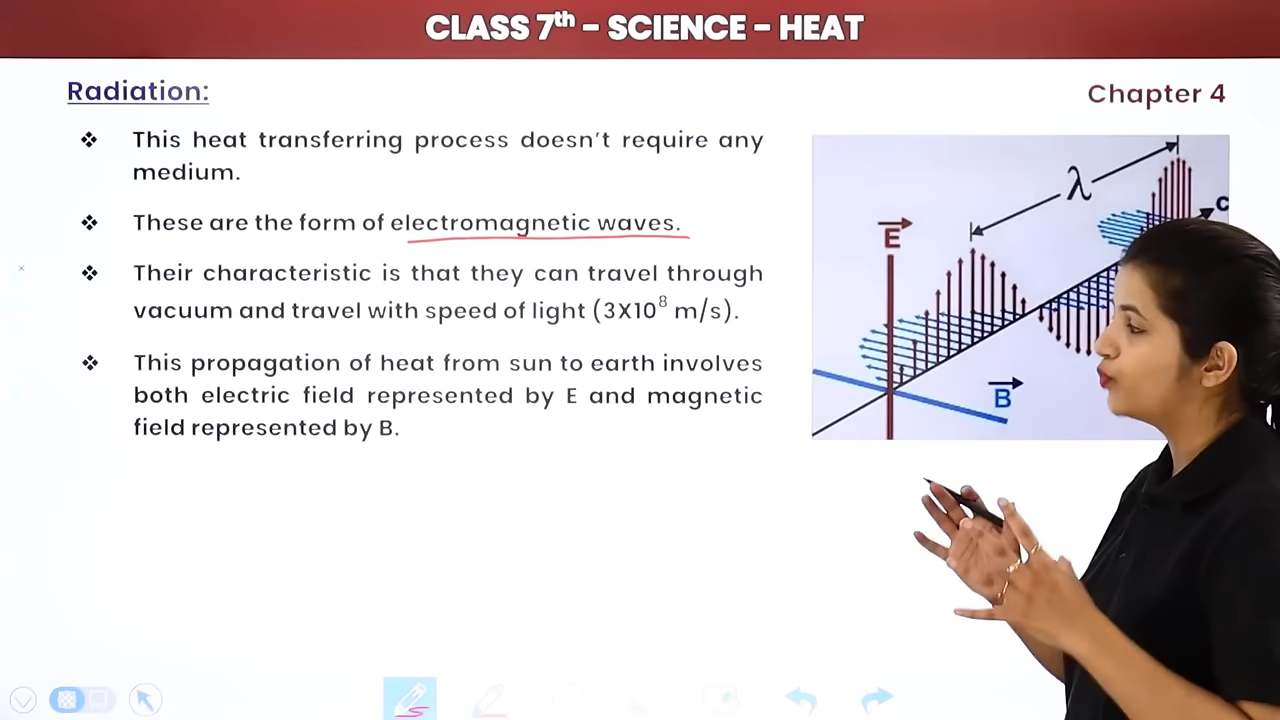 CLASS 7th - SCIENCE - HEAT
Radiation:
Chapter 4
❖ This heat transferring process doesn't require any
medium.
❖ These are the form of electromagnetic waves.
❖ Their characteristic is that they can travel through
vacuum and travel with speed of light (3X10⁸ m/s).
❖ This propagation of heat from sun to earth involves
both electric field represented by E and magnetic
field represented by B.
λ
c
E
B